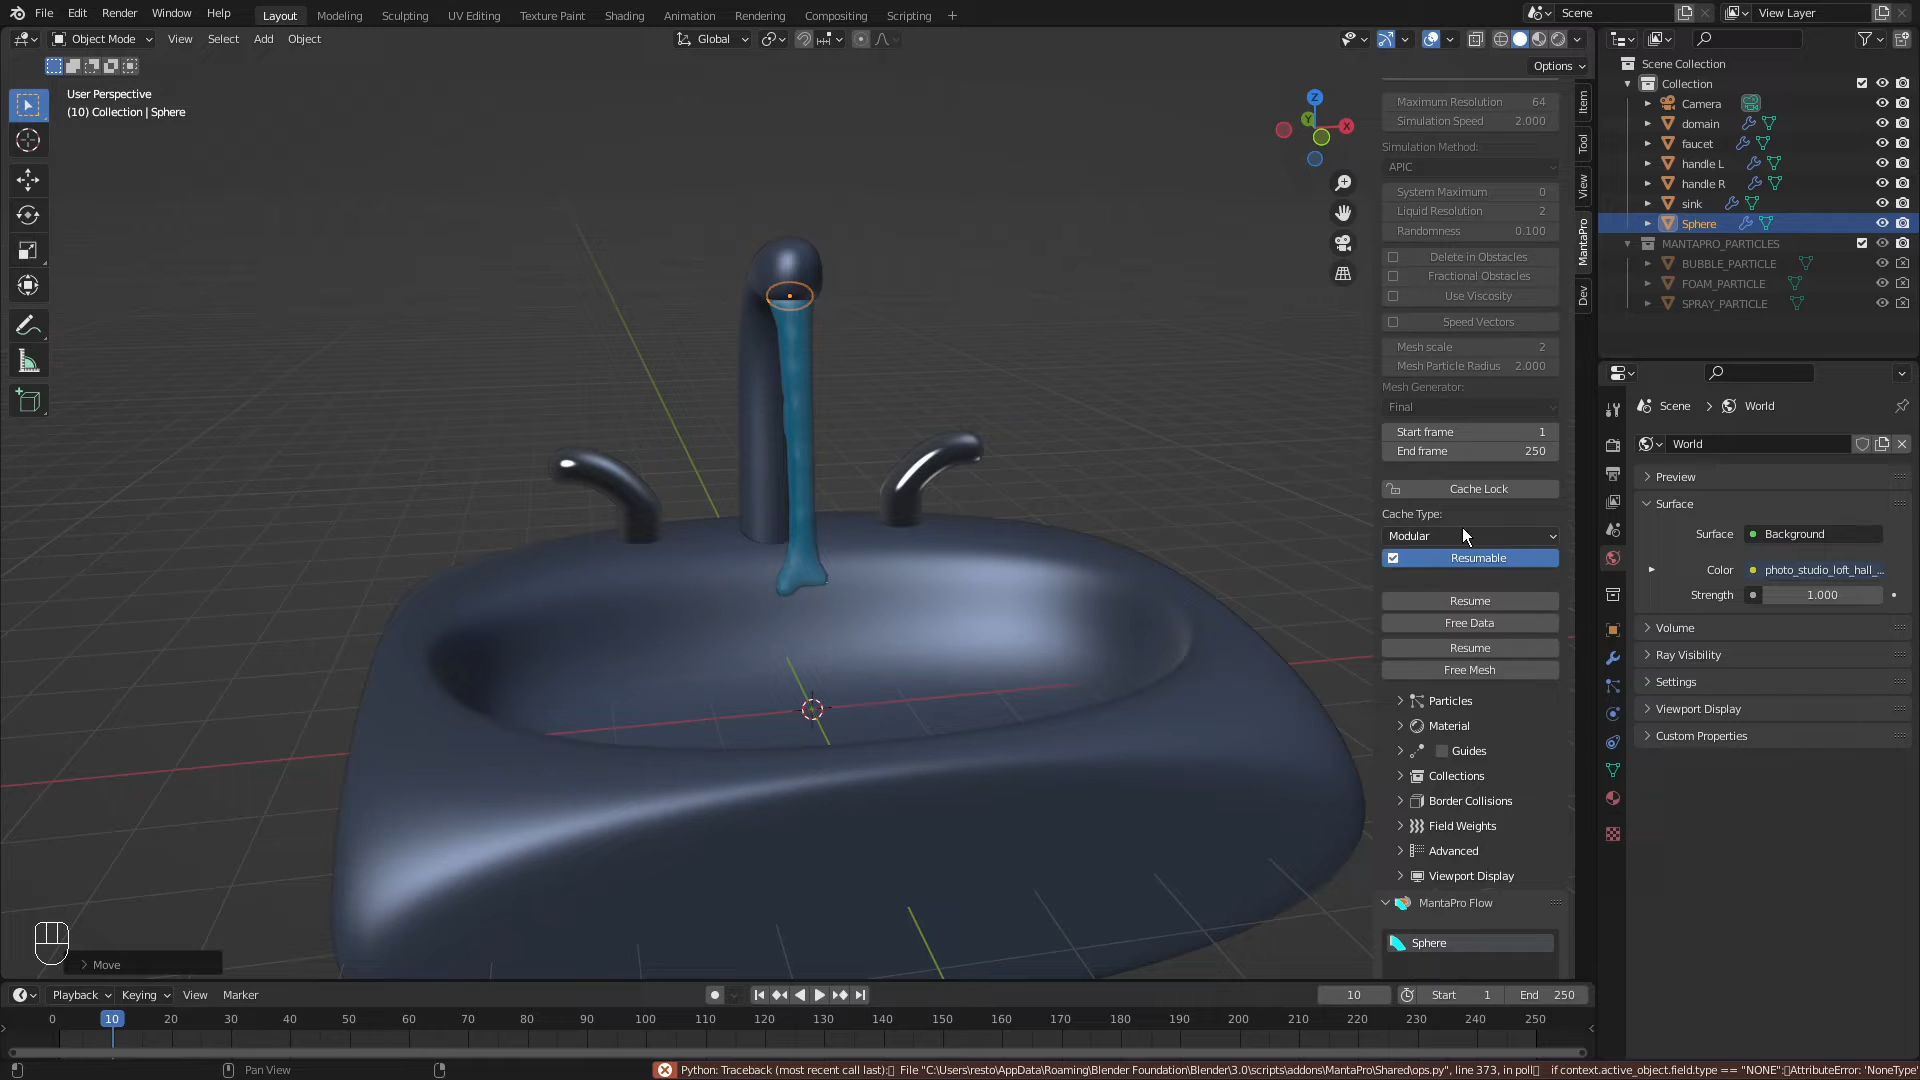 File Edit Render Window Help Layout Modeling Sculpting UV Editing Texture Paint Shading Animation Rendering Compositing Scripting Scene View Layer
Object Mode View Select Add Object Global
Options
User Perspective
(10) Collection | Sphere
Z
Y
X
Maximum Resolution 64
Simulation Speed 2.000
Simulation Method:
APIC
System Maximum 0
Liquid Resolution 2
Randomness 0.100
Delete in Obstacles
Fractional Obstacles
Use Viscosity
Speed Vectors
Mesh scale 2
Mesh Particle Radius 2.000
Mesh Generator:
Final
Start frame 1
End frame 250
Cache Lock
Cache Type:
Modular
Resumable
Resume
Free Data
Resume
Free Mesh
Particles
Material
Guides
Collections
Border Collisions
Field Weights
Advanced
Viewport Display
MantaPro Flow
Sphere
Item
Tool
View
MantaPro
Dev
Scene Collection
Collection
Camera
domain
faucet
handle L
handle R
sink
Sphere
MANTAPRO_PARTICLES
BUBBLE_PARTICLE
FOAM_PARTICLE
SPRAY_PARTICLE
Scene > World
World
Preview
Surface
Surface Background
Color photo_studio_loft_hall_...
Strength 1.000
Volume
Ray Visibility
Settings
Viewport Display
Custom Properties
Move
Playback Keying View Marker 10 Start 1 End 250
0 10 20 30 40 50 60 70 80 90 100 110 120 130 140 150 160 170 180 190 200 210 220 230 240 250
Pan View
Python: Traceback (most recent call last): File "C:\Users\resto\AppData\Roaming\Blender Foundation\Blender\3.0\scripts\addons\MantaPro\Shared\ops.py", line 373, in poll if context.active_object.field.type == "NONE": AttributeError: 'NoneType'